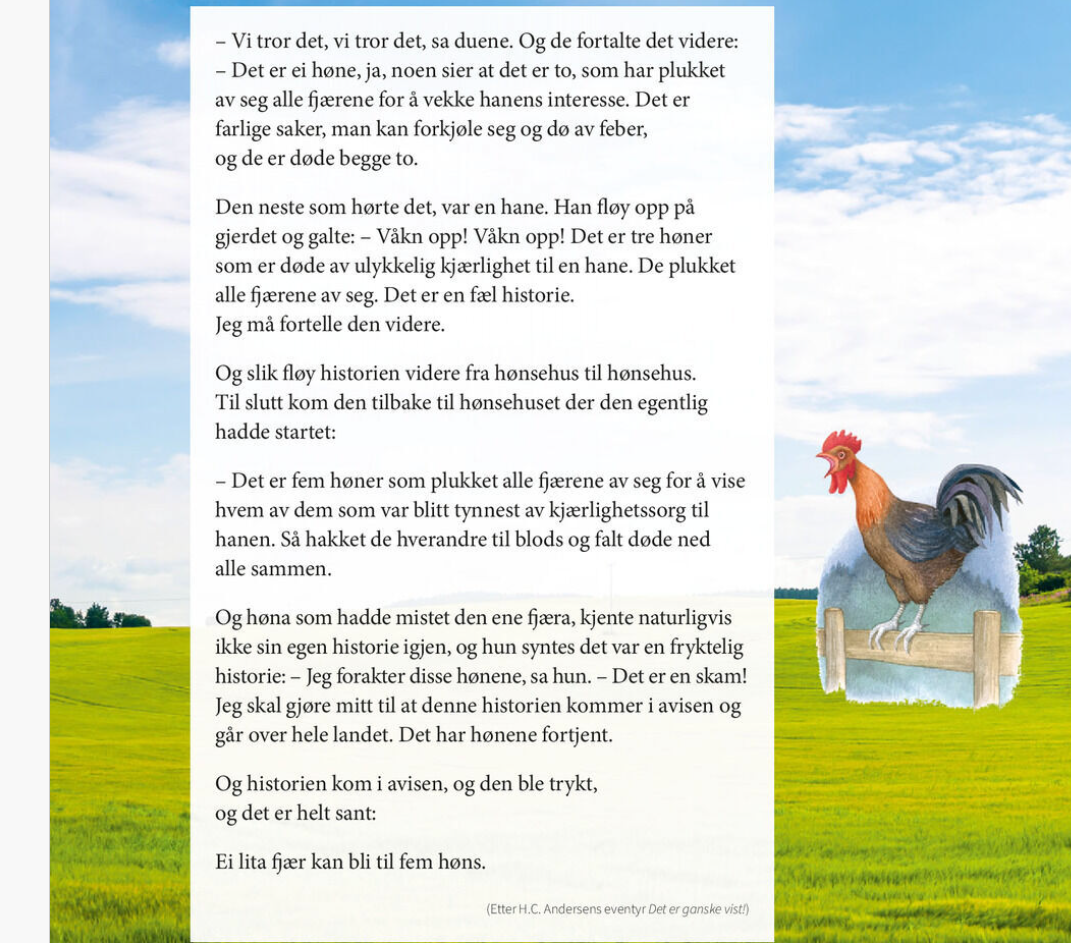 – Vi tror det, vi tror det, sa duene. Og de fortalte det videre:
– Det er ei høne, ja, noen sier at det er to, som har plukket
av seg alle fjærene for å vekke hanens interesse. Det er
farlige saker, man kan forkjøle seg og dø av feber,
og de er døde begge to.
Den neste som hørte det, var en hane. Han fløy opp på
gjerdet og galte: – Våkn opp! Våkn opp! Det er tre høner
som er døde av ulykkelig kjærlighet til en hane. De plukket
alle fjærene av seg. Det er en fæl historie.
Jeg må fortelle den videre.
Og slik fløy historien videre fra hønsehus til hønsehus.
Til slutt kom den tilbake til hønsehuset der den egentlig
hadde startet:
– Det er fem høner som plukket alle fjærene av seg for å vise
hvem av dem som var blitt tynnest av kjærlighetssorg til
hanen. Så hakket de hverandre til blods og falt døde ned
alle sammen.
Og høna som hadde mistet den ene fjæra, kjente naturligvis
ikke sin egen historie igjen, og hun syntes det var en fryktelig
historie: – Jeg forakter disse hønene, sa hun. – Det er en skam!
Jeg skal gjøre mitt til at denne historien kommer i avisen og
går over hele landet. Det har hønene fortjent.
Og historien kom i avisen, og den ble trykt,
og det er helt sant:
Ei lita fjær kan bli til fem høns.
(Etter H.C. Andersens eventyr Det er ganske vist!)